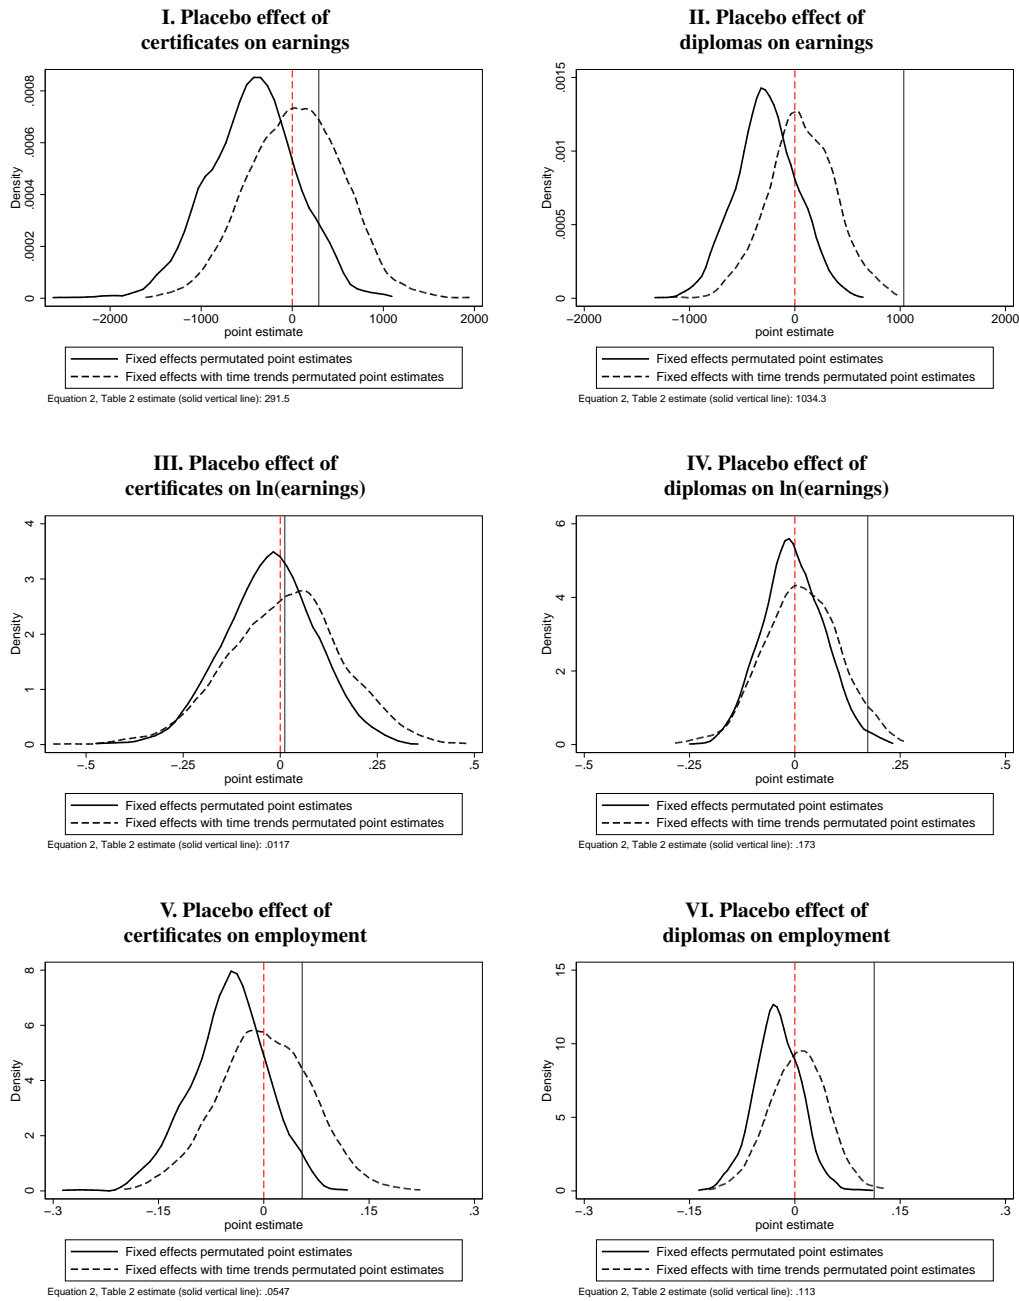 I. Placebo effect of
certificates on earnings
Density
0
.0002
.0004
.0006
.0008
−2000
−1000
0
1000
2000
point estimate
Fixed effects permutated point estimates
Fixed effects with time trends permutated point estimates
Equation 2, Table 2 estimate (solid vertical line): 291.5
II. Placebo effect of
diplomas on earnings
Density
0
.0005
.001
.0015
−2000
−1000
0
1000
2000
point estimate
Fixed effects permutated point estimates
Fixed effects with time trends permutated point estimates
Equation 2, Table 2 estimate (solid vertical line): 1034.3
III. Placebo effect of
certificates on ln(earnings)
Density
0
1
2
3
4
−.5
−.25
0
.25
.5
point estimate
Fixed effects permutated point estimates
Fixed effects with time trends permutated point estimates
Equation 2, Table 2 estimate (solid vertical line): .0117
IV. Placebo effect of
diplomas on ln(earnings)
Density
0
2
4
6
−.5
−.25
0
.25
.5
point estimate
Fixed effects permutated point estimates
Fixed effects with time trends permutated point estimates
Equation 2, Table 2 estimate (solid vertical line): .173
V. Placebo effect of
certificates on employment
Density
0
2
4
6
8
−.3
−.15
0
.15
.3
point estimate
Fixed effects permutated point estimates
Fixed effects with time trends permutated point estimates
Equation 2, Table 2 estimate (solid vertical line): .0547
VI. Placebo effect of
diplomas on employment
Density
0
5
10
15
−.3
−.15
0
.15
.3
point estimate
Fixed effects permutated point estimates
Fixed effects with time trends permutated point estimates
Equation 2, Table 2 estimate (solid vertical line): .113